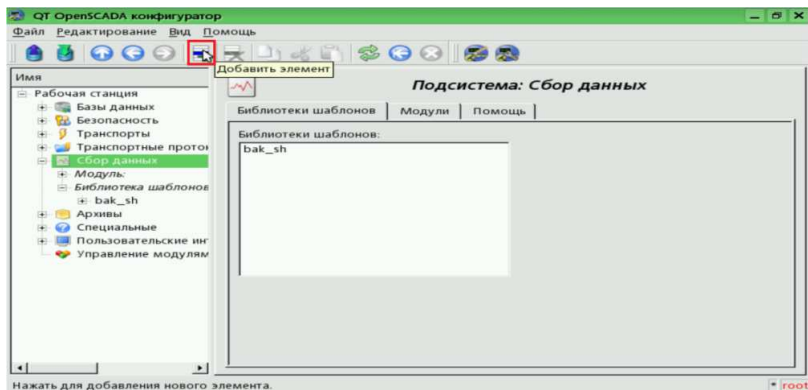 QT OpenSCADA конфигуратор
Файл Редактирование Вид Помощь
Добавить элемент
Имя
Рабочая станция
Базы данных
Безопасность
Транспорты
Транспортные проток
Сбор данных
Модуль:
Библиотека шаблонов
bak_sh
Архивы
Специальные
Пользовательские ин
Управление модулям
Подсистема: Сбор данных
Библиотеки шаблонов Модули Помощь
Библиотеки шаблонов:
bak_sh
Нажать для добавления нового элемента.
* root